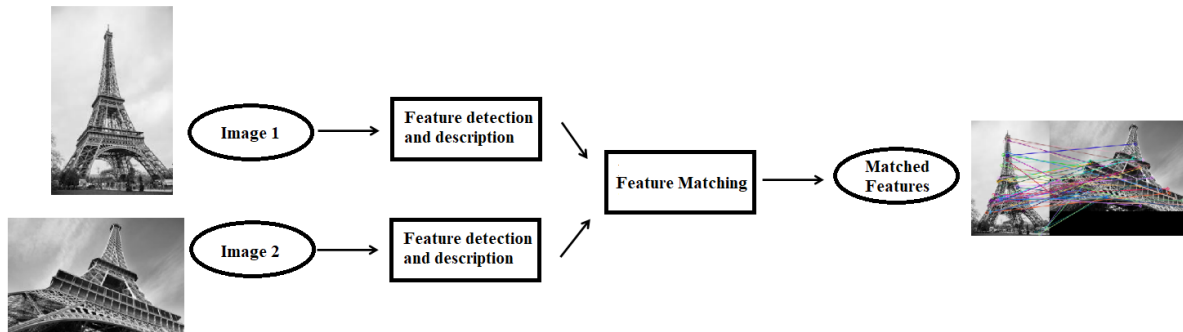 Image 1
Feature detection
and description
Image 2
Feature detection
and description
Feature Matching
Matched
Features